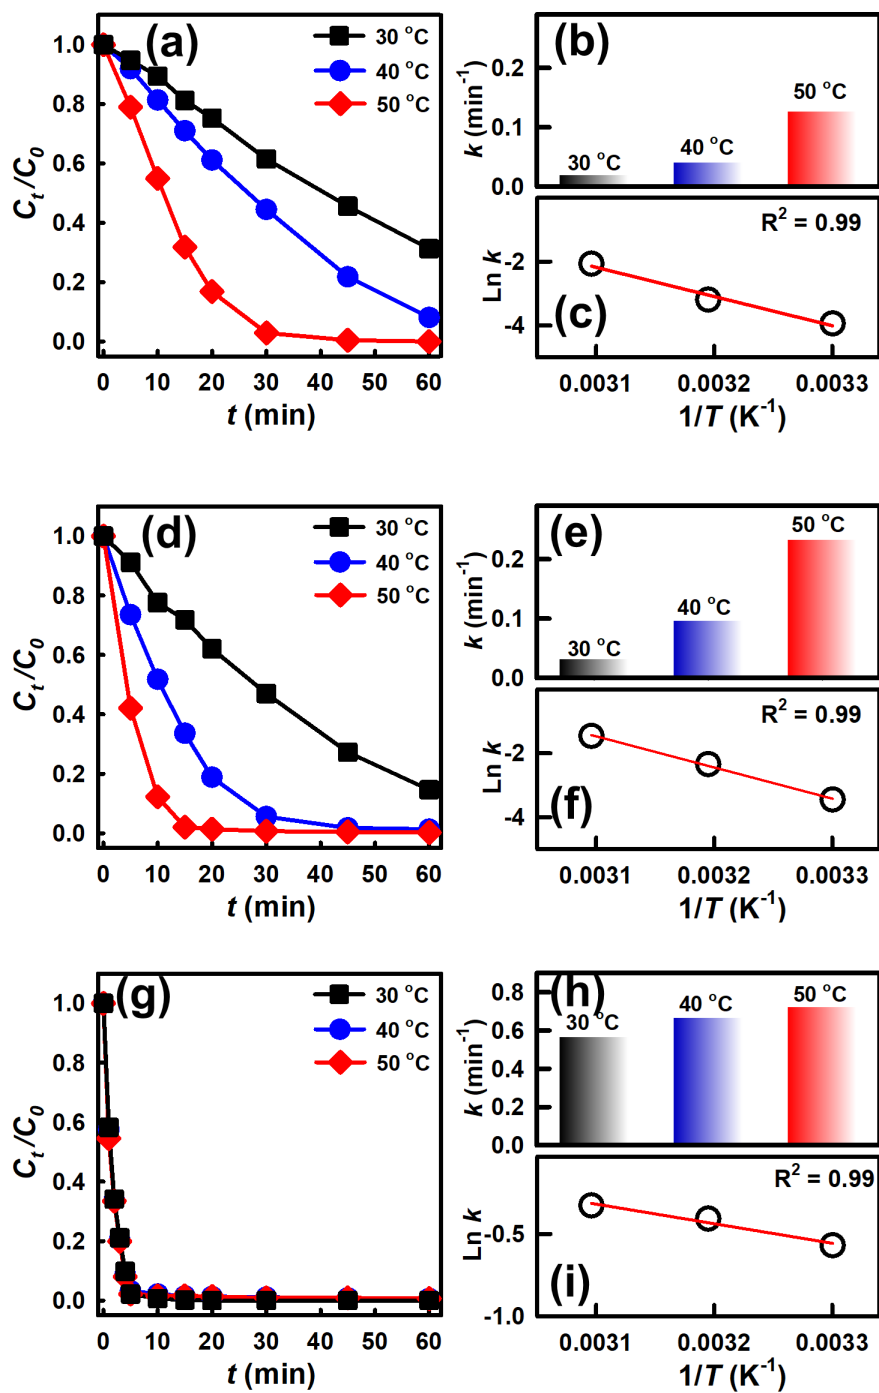 (a)
30 °C
40 °C
50 °C
1.0
0.8
0.6
0.4
0.2
0.0
Ct/C0
0 10 20 30 40 50 60
t (min)
(b)
0.2
0.1
0.0
k (min⁻¹)
30 °C
40 °C
50 °C
R² = 0.99
-2
-4
Ln k
(c)
0.0031 0.0032 0.0033
1/T (K⁻¹)
(d)
30 °C
40 °C
50 °C
1.0
0.8
0.6
0.4
0.2
0.0
Ct/C0
0 10 20 30 40 50 60
t (min)
(e)
0.2
0.1
0.0
k (min⁻¹)
30 °C
40 °C
50 °C
R² = 0.99
-2
-4
Ln k
(f)
0.0031 0.0032 0.0033
1/T (K⁻¹)
(g)
30 °C
40 °C
50 °C
1.0
0.8
0.6
0.4
0.2
0.0
Ct/C0
0 10 20 30 40 50 60
t (min)
(h)
0.8
0.6
0.4
0.2
0.0
k (min⁻¹)
30 °C
40 °C
50 °C
R² = 0.99
-0.5
-1.0
Ln k
(i)
0.0031 0.0032 0.0033
1/T (K⁻¹)